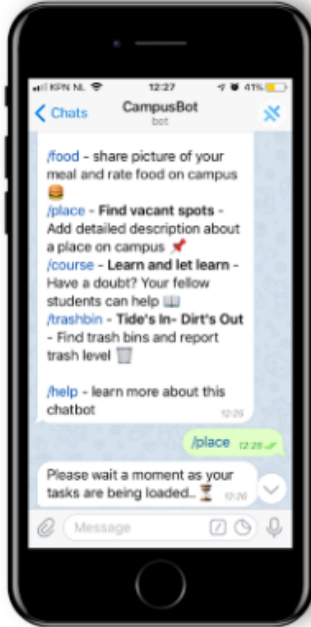 KPN NL 12:27 41%
Chats CampusBot
bot
/food - share picture of your
meal and rate food on campus
🍔
/place - Find vacant spots -
Add detailed description about
a place on campus 📌
/course - Learn and let learn -
Have a doubt? Your fellow
students can help 📖
/trashbin - Tide's In- Dirt's Out
- Find trash bins and report
trash level 🗑
/help - learn more about this
chatbot 12:26
/place 12:26
Please wait a moment as your
tasks are being loaded.. ⏳ 12:26
Message